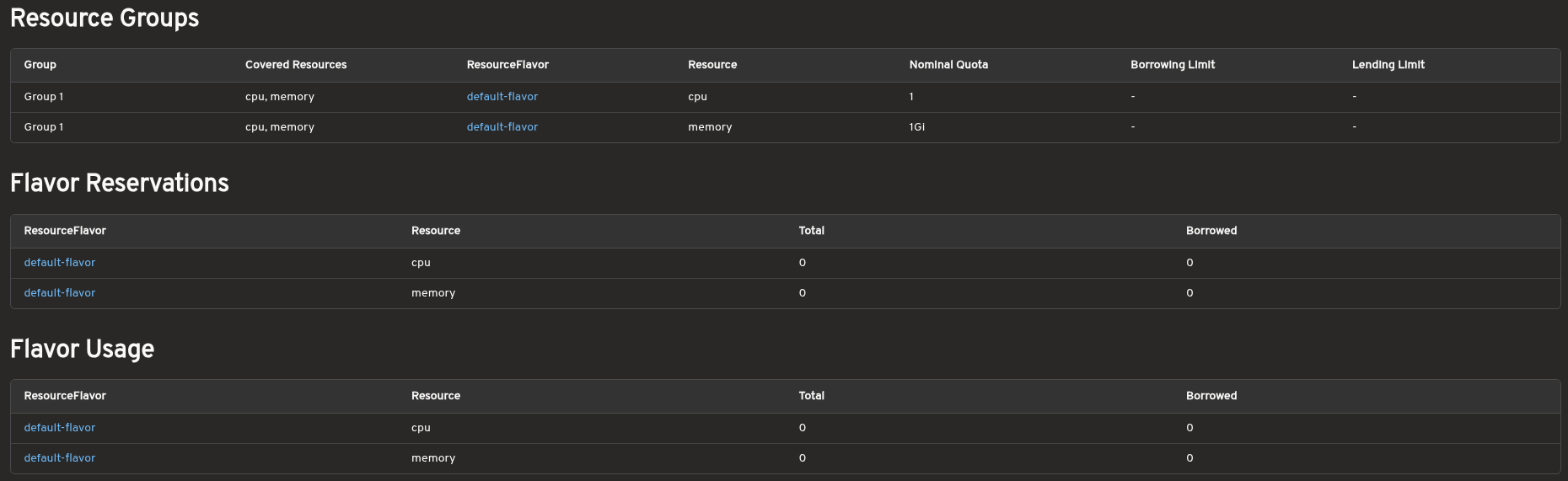 Resource Groups
Group Covered Resources ResourceFlavor Resource Nominal Quota Borrowing Limit Lending Limit
Group 1 cpu, memory default-flavor cpu 1 - -
Group 1 cpu, memory default-flavor memory 1Gi - -
Flavor Reservations
ResourceFlavor Resource Total Borrowed
default-flavor cpu 0 0
default-flavor memory 0 0
Flavor Usage
ResourceFlavor Resource Total Borrowed
default-flavor cpu 0 0
default-flavor memory 0 0